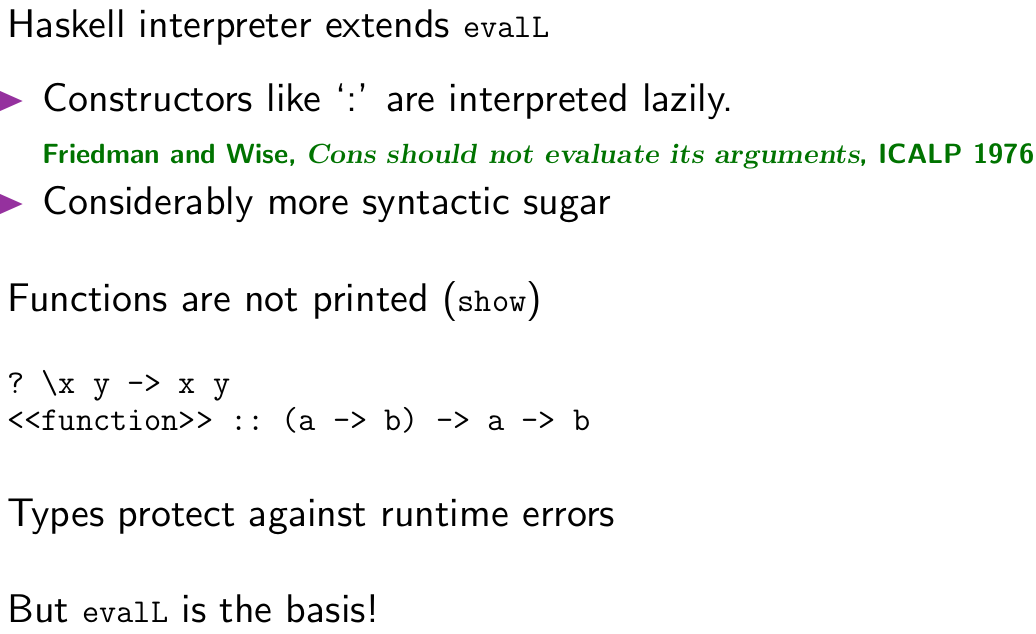 Haskell interpreter extends evalL
▶ Constructors like ‘:’ are interpreted lazily.
Friedman and Wise, Cons should not evaluate its arguments, ICALP 1976
▶ Considerably more syntactic sugar
Functions are not printed (show)
? \x y -> x y
<<function>> :: (a -> b) -> a -> b
Types protect against runtime errors
But evalL is the basis!